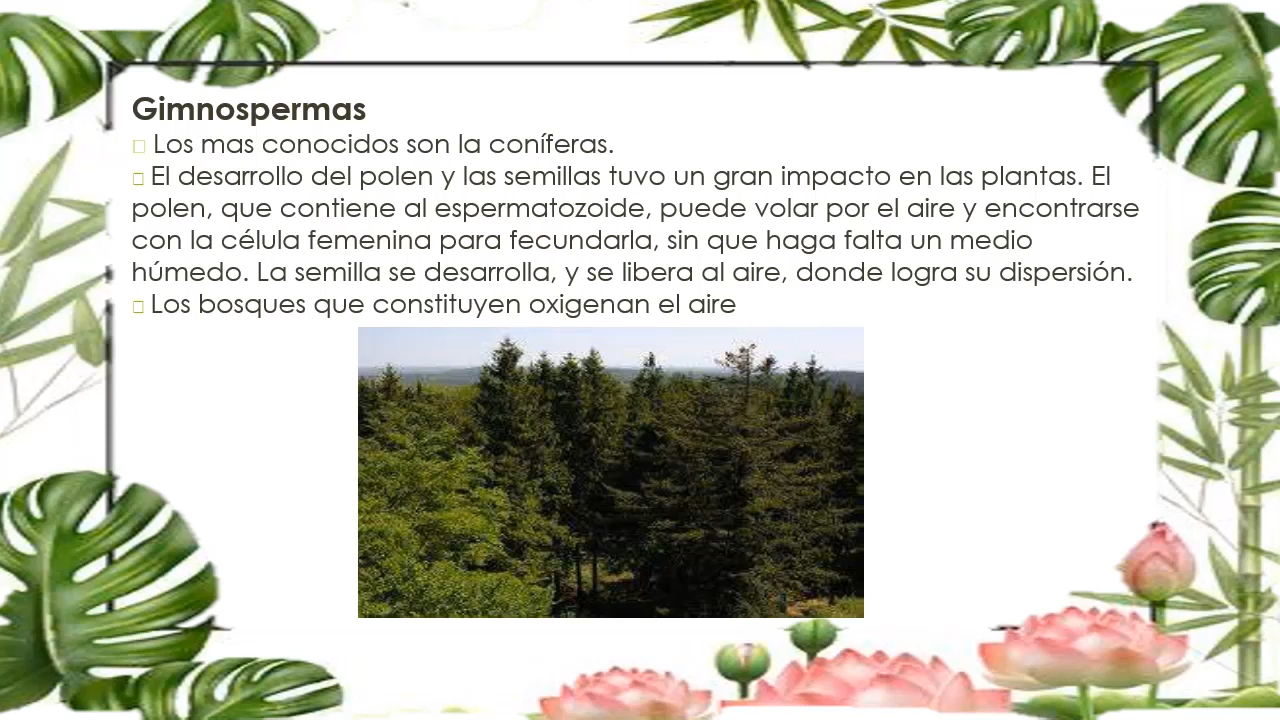 Gimnospermas
□ Los mas conocidos son la coníferas.
□ El desarrollo del polen y las semillas tuvo un gran impacto en las plantas. El
polen, que contiene al espermatozoide, puede volar por el aire y encontrarse
con la célula femenina para fecundarla, sin que haga falta un medio
húmedo. La semilla se desarrolla, y se libera al aire, donde logra su dispersión.
□ Los bosques que constituyen oxigenan el aire